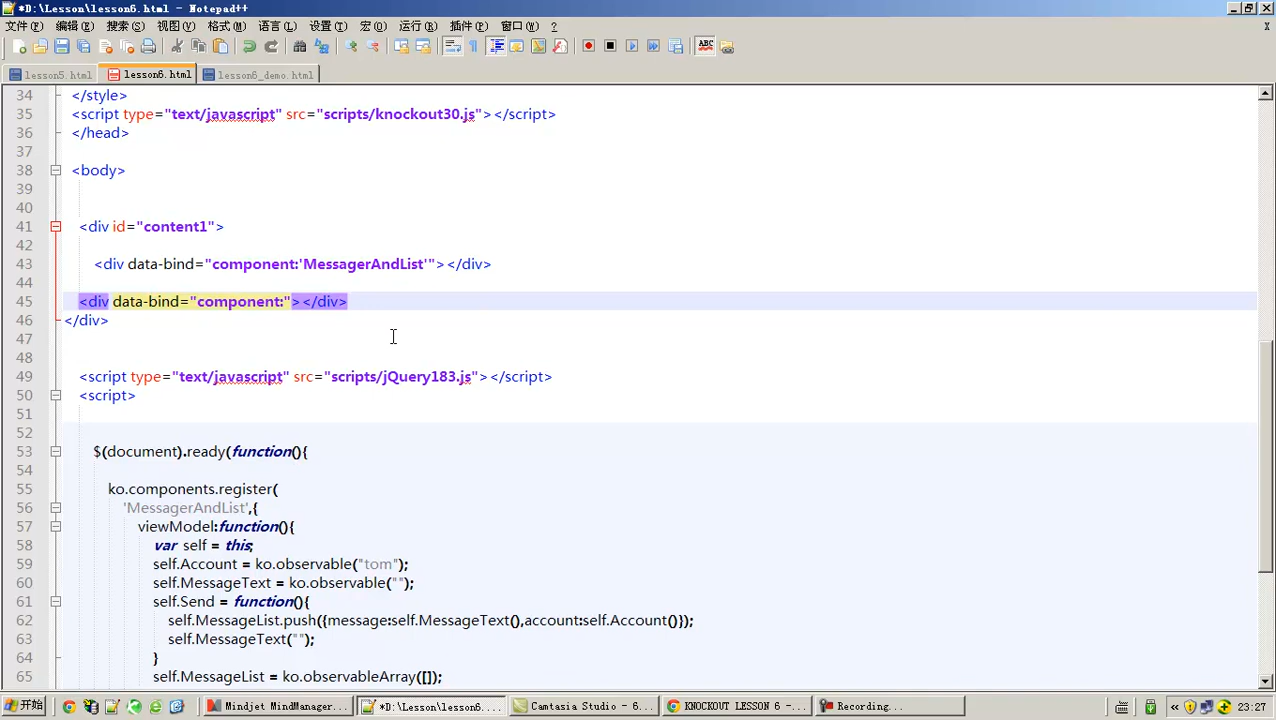 *D:\Lesson\lesson6.html - Notepad++
文件(F) 编辑(E) 搜索(S) 视图(V) 格式(M) 语言(L) 设置(T) 宏(O) 运行(R) 插件(P) 窗口(W) ? X
lesson5.html lesson6.html lesson6_demo.html
34 </style>
35 <script type="text/javascript" src="scripts/knockout30.js"></script>
36 </head>
37
38 <body>
39
40
41 <div id="content1">
42
43 <div data-bind="component:'MessagerAndList'"></div>
44
45 <div data-bind="component:"></div>
46 </div>
47
48
49 <script type="text/javascript" src="scripts/jQuery183.js"></script>
50 <script>
51
52
53 $(document).ready(function(){
54
55 ko.components.register(
56 'MessagerAndList',{
57 viewModel:function(){
58 var self = this;
59 self.Account = ko.observable("tom");
60 self.MessageText = ko.observable("");
61 self.Send = function(){
62 self.MessageList.push({message:self.MessageText(),account:self.Account()});
63 self.MessageText("");
64 }
65 self.MessageList = ko.observableArray([]);
开始 Mindjet MindManager... *D:\Lesson\lesson6.... Camtasia Studio - 6... KNOCKOUT LESSON 6 -... Recording... 23:27